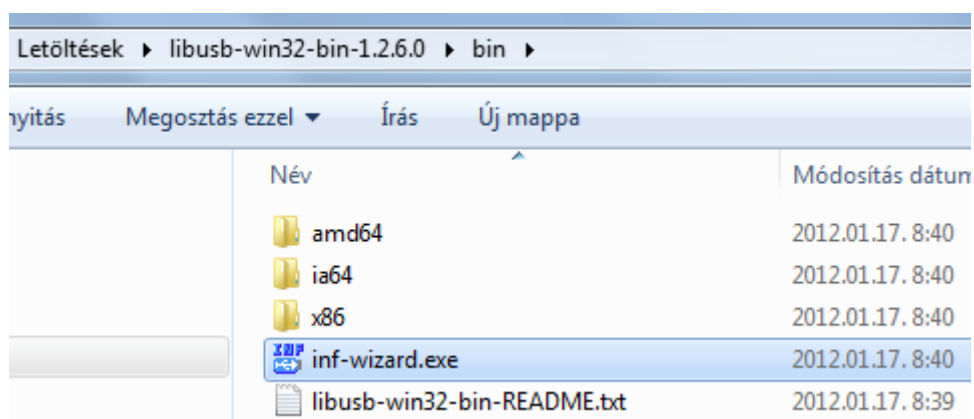 Letöltések ▸ libusb-win32-bin-1.2.6.0 ▸ bin ▸
nyitás Megosztás ezzel ▾ Írás Új mappa
Név Módosítás dátum
amd64 2012.01.17. 8:40
ia64 2012.01.17. 8:40
x86 2012.01.17. 8:40
inf-wizard.exe 2012.01.17. 8:40
libusb-win32-bin-README.txt 2012.01.17. 8:39